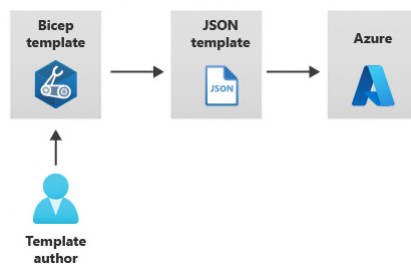 Bicep
template
JSON
template
JSON
Azure
Template
author